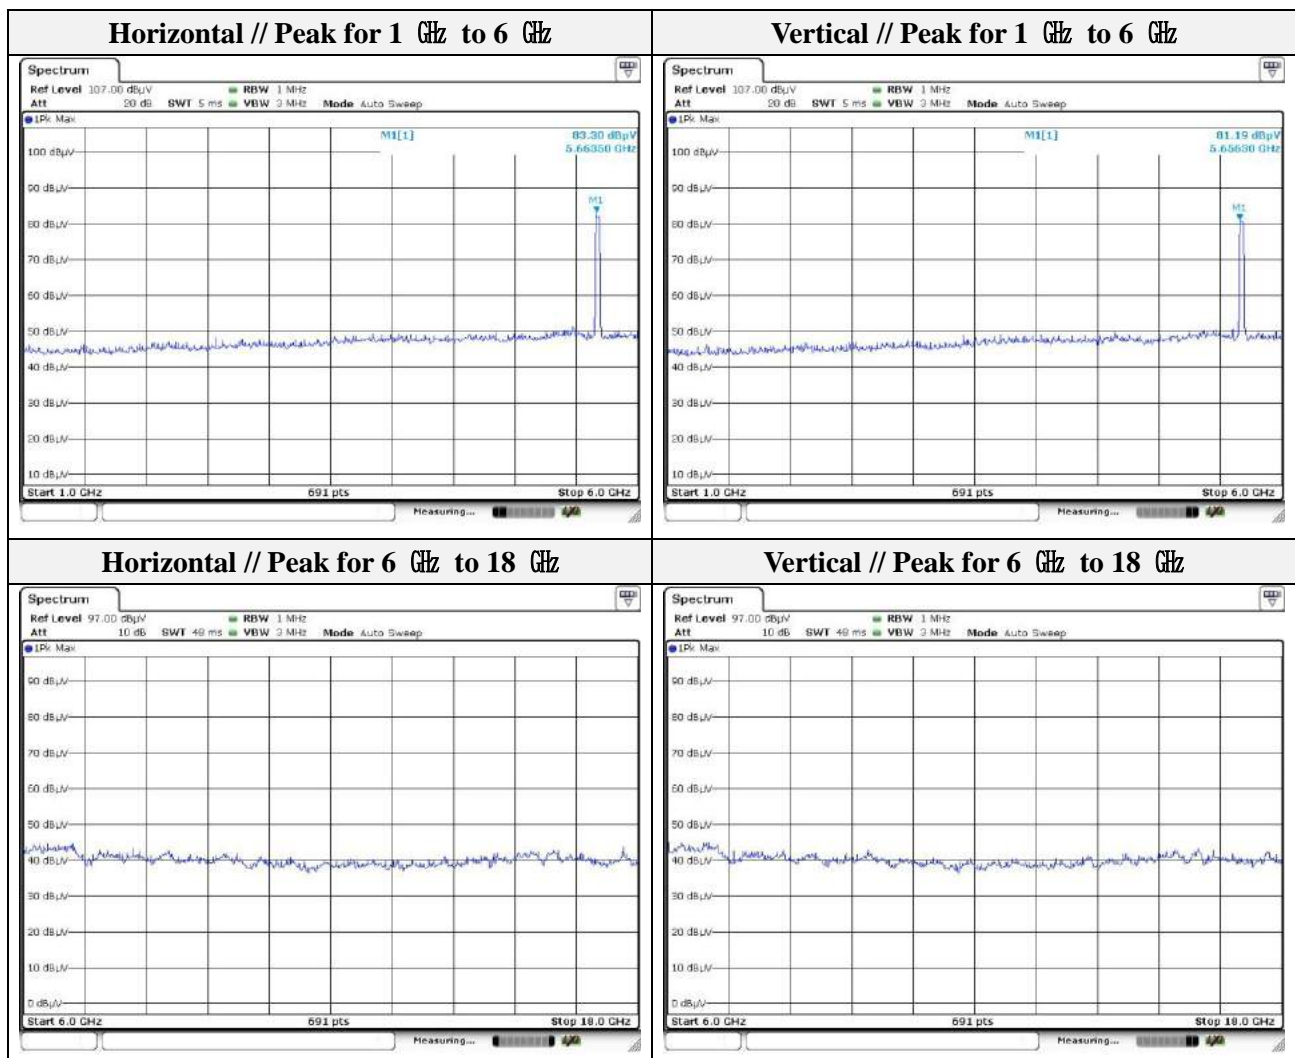 Horizontal // Peak for 1 ㎓ to 6 ㎓
Vertical // Peak for 1 ㎓ to 6 ㎓
Spectrum
Ref Level 107.00 dBµV RBW 1 MHz
Att 20 dB SWT 5 ms VBW 3 MHz Mode Auto Sweep
1Pk Max
M1[1] 83.30 dBµV
5.66350 GHz
M1
100 dBµV
90 dBµV
80 dBµV
70 dBµV
60 dBµV
50 dBµV
40 dBµV
30 dBµV
20 dBµV
10 dBµV
Start 1.0 GHz 691 pts Stop 6.0 GHz
Measuring...
Spectrum
Ref Level 107.00 dBµV RBW 1 MHz
Att 20 dB SWT 5 ms VBW 3 MHz Mode Auto Sweep
1Pk Max
M1[1] 81.19 dBµV
5.65630 GHz
M1
100 dBµV
90 dBµV
80 dBµV
70 dBµV
60 dBµV
50 dBµV
40 dBµV
30 dBµV
20 dBµV
10 dBµV
Start 1.0 GHz 691 pts Stop 6.0 GHz
Measuring...
Horizontal // Peak for 6 ㎓ to 18 ㎓
Vertical // Peak for 6 ㎓ to 18 ㎓
Spectrum
Ref Level 97.00 dBµV RBW 1 MHz
Att 10 dB SWT 48 ms VBW 3 MHz Mode Auto Sweep
1Pk Max
90 dBµV
80 dBµV
70 dBµV
60 dBµV
50 dBµV
40 dBµV
30 dBµV
20 dBµV
10 dBµV
0 dBµV
Start 6.0 GHz 691 pts Stop 18.0 GHz
Measuring...
Spectrum
Ref Level 97.00 dBµV RBW 1 MHz
Att 10 dB SWT 48 ms VBW 3 MHz Mode Auto Sweep
1Pk Max
90 dBµV
80 dBµV
70 dBµV
60 dBµV
50 dBµV
40 dBµV
30 dBµV
20 dBµV
10 dBµV
0 dBµV
Start 6.0 GHz 691 pts Stop 18.0 GHz
Measuring...